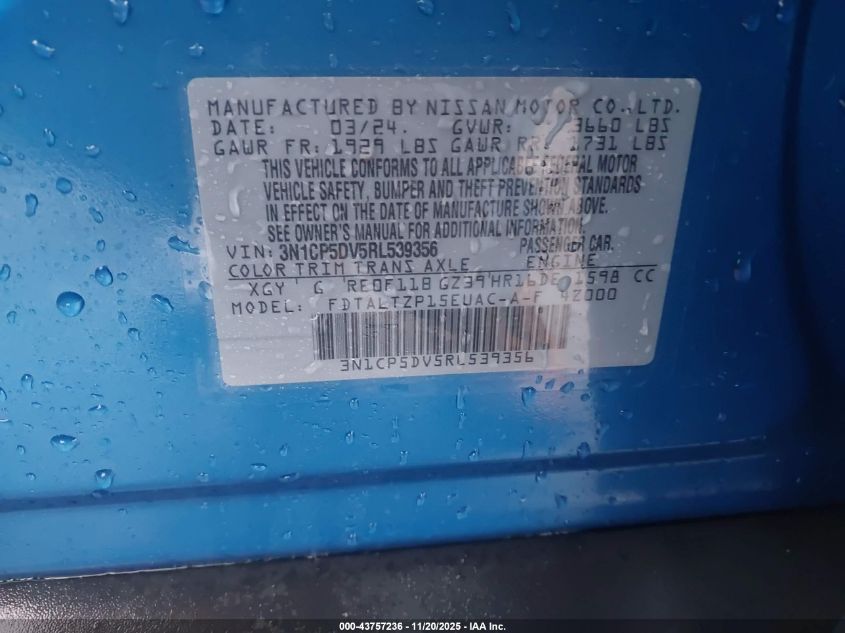 MANUFACTURED BY NISSAN MOTOR CO., LTD.
DATE: 03/24. GVWR: 3660 LBS
GAWR FR: 1929 LBS GAWR RR: 1731 LBS
THIS VEHICLE CONFORMS TO ALL APPLICABLE FEDERAL MOTOR
VEHICLE SAFETY, BUMPER AND THEFT PREVENTION STANDARDS
IN EFFECT ON THE DATE OF MANUFACTURE SHOWN ABOVE.
SEE OWNER'S MANUAL FOR ADDITIONAL INFORMATION.
VIN: 3N1CP5DV5RL539356 PASSENGER CAR.
COLOR TRIM TRANS AXLE ENGINE
XGY G RE0F11B GZ39 HR16DE 1598 CC
MODEL: FDTALTZP15EUAC-A-F 42000
3N1CP5DV5RL539356
000-43757236 - 11/20/2025 - IAA Inc.